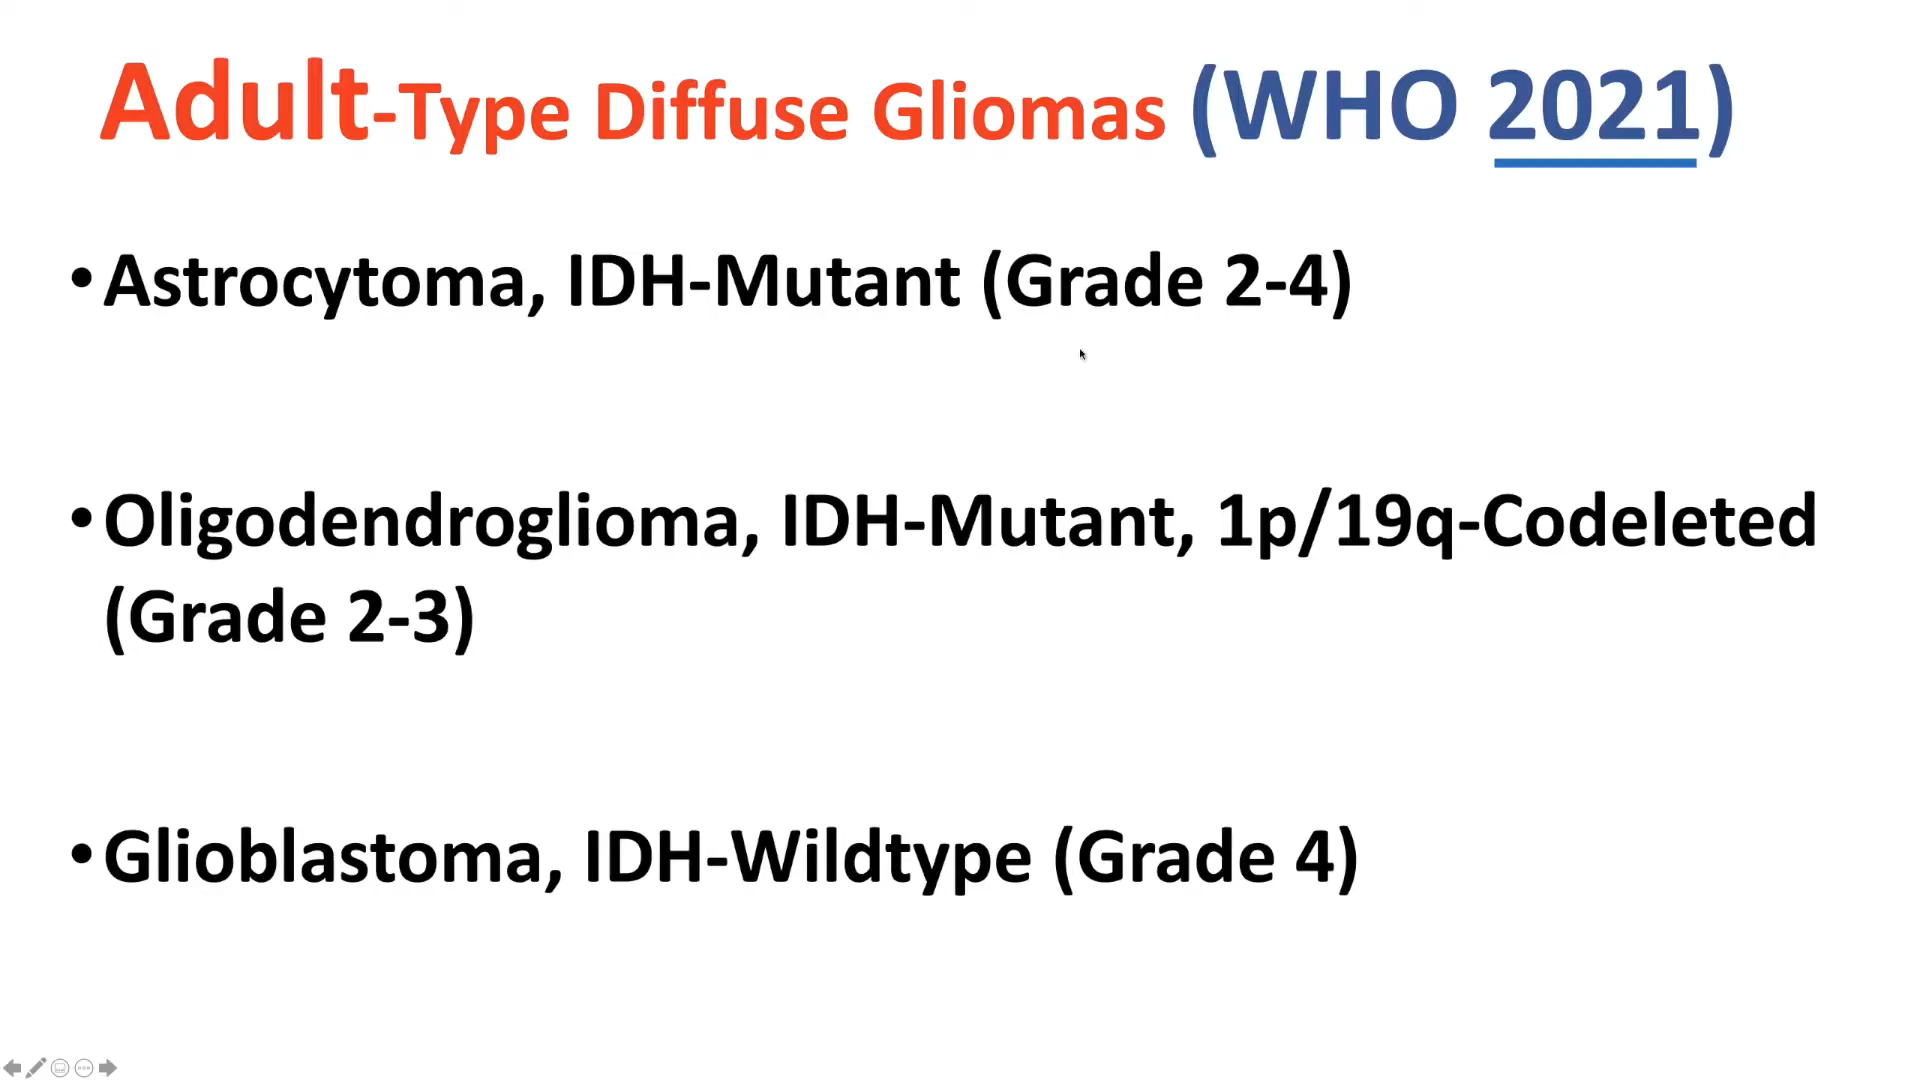 Adult-Type Diffuse Gliomas (WHO 2021)
•Astrocytoma, IDH-Mutant (Grade 2-4)
•Oligodendroglioma, IDH-Mutant, 1p/19q-Codeleted
(Grade 2-3)
•Glioblastoma, IDH-Wildtype (Grade 4)